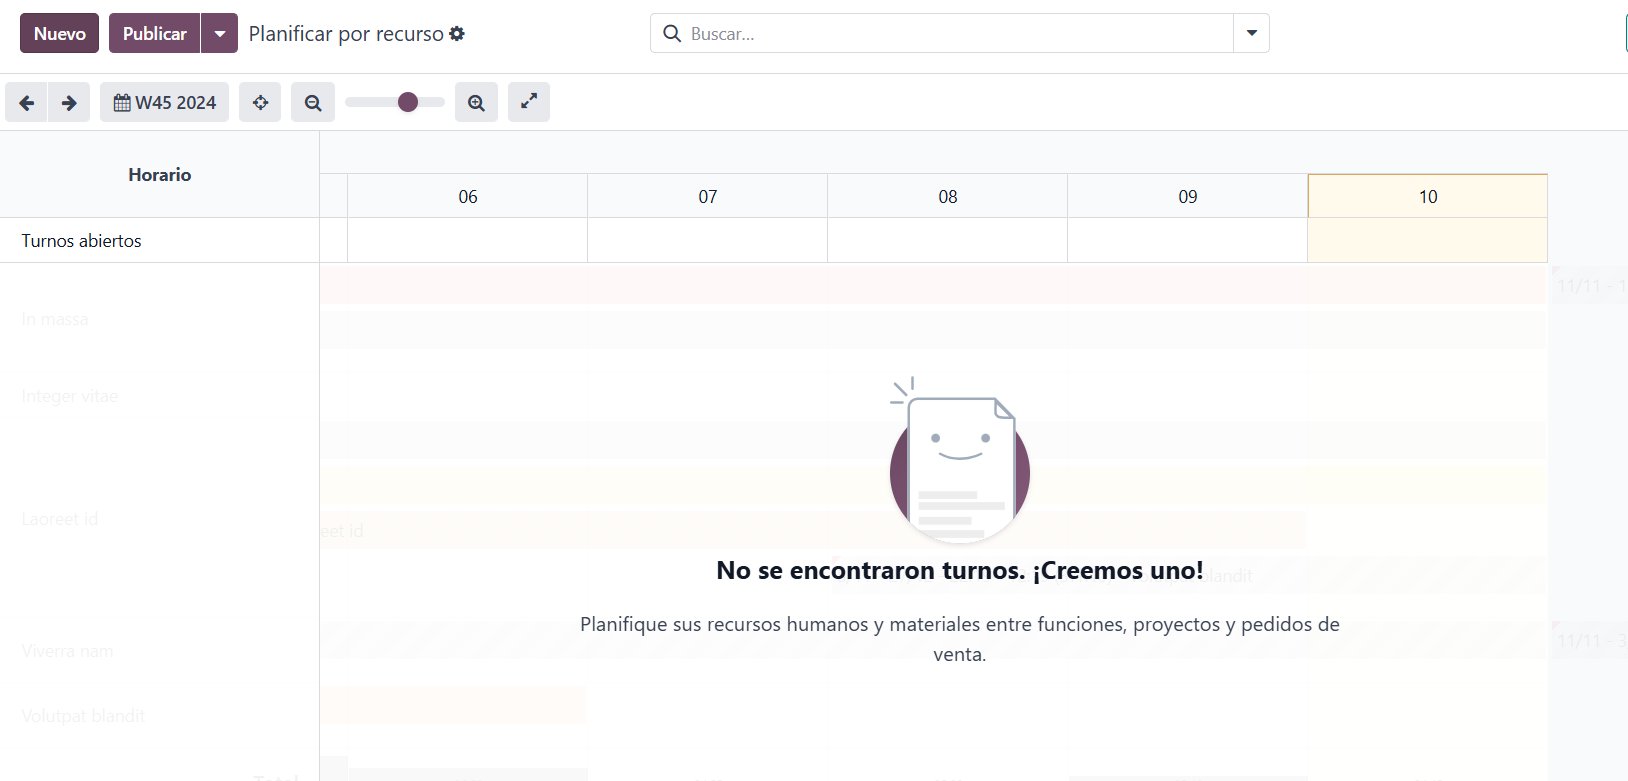 Nuevo Publicar Planificar por recurso Buscar...
W45 2024
Horario
06 07 08 09 10
Turnos abiertos
11/11 -
In massa
Integer vitae
Laoreet id
eet id
No se encontraron turnos. ¡Creemos uno!
blandit
Planifique sus recursos humanos y materiales entre funciones, proyectos y pedidos de
venta.
11/11 - 3
Viverra nam
Volutpat blandit
Total